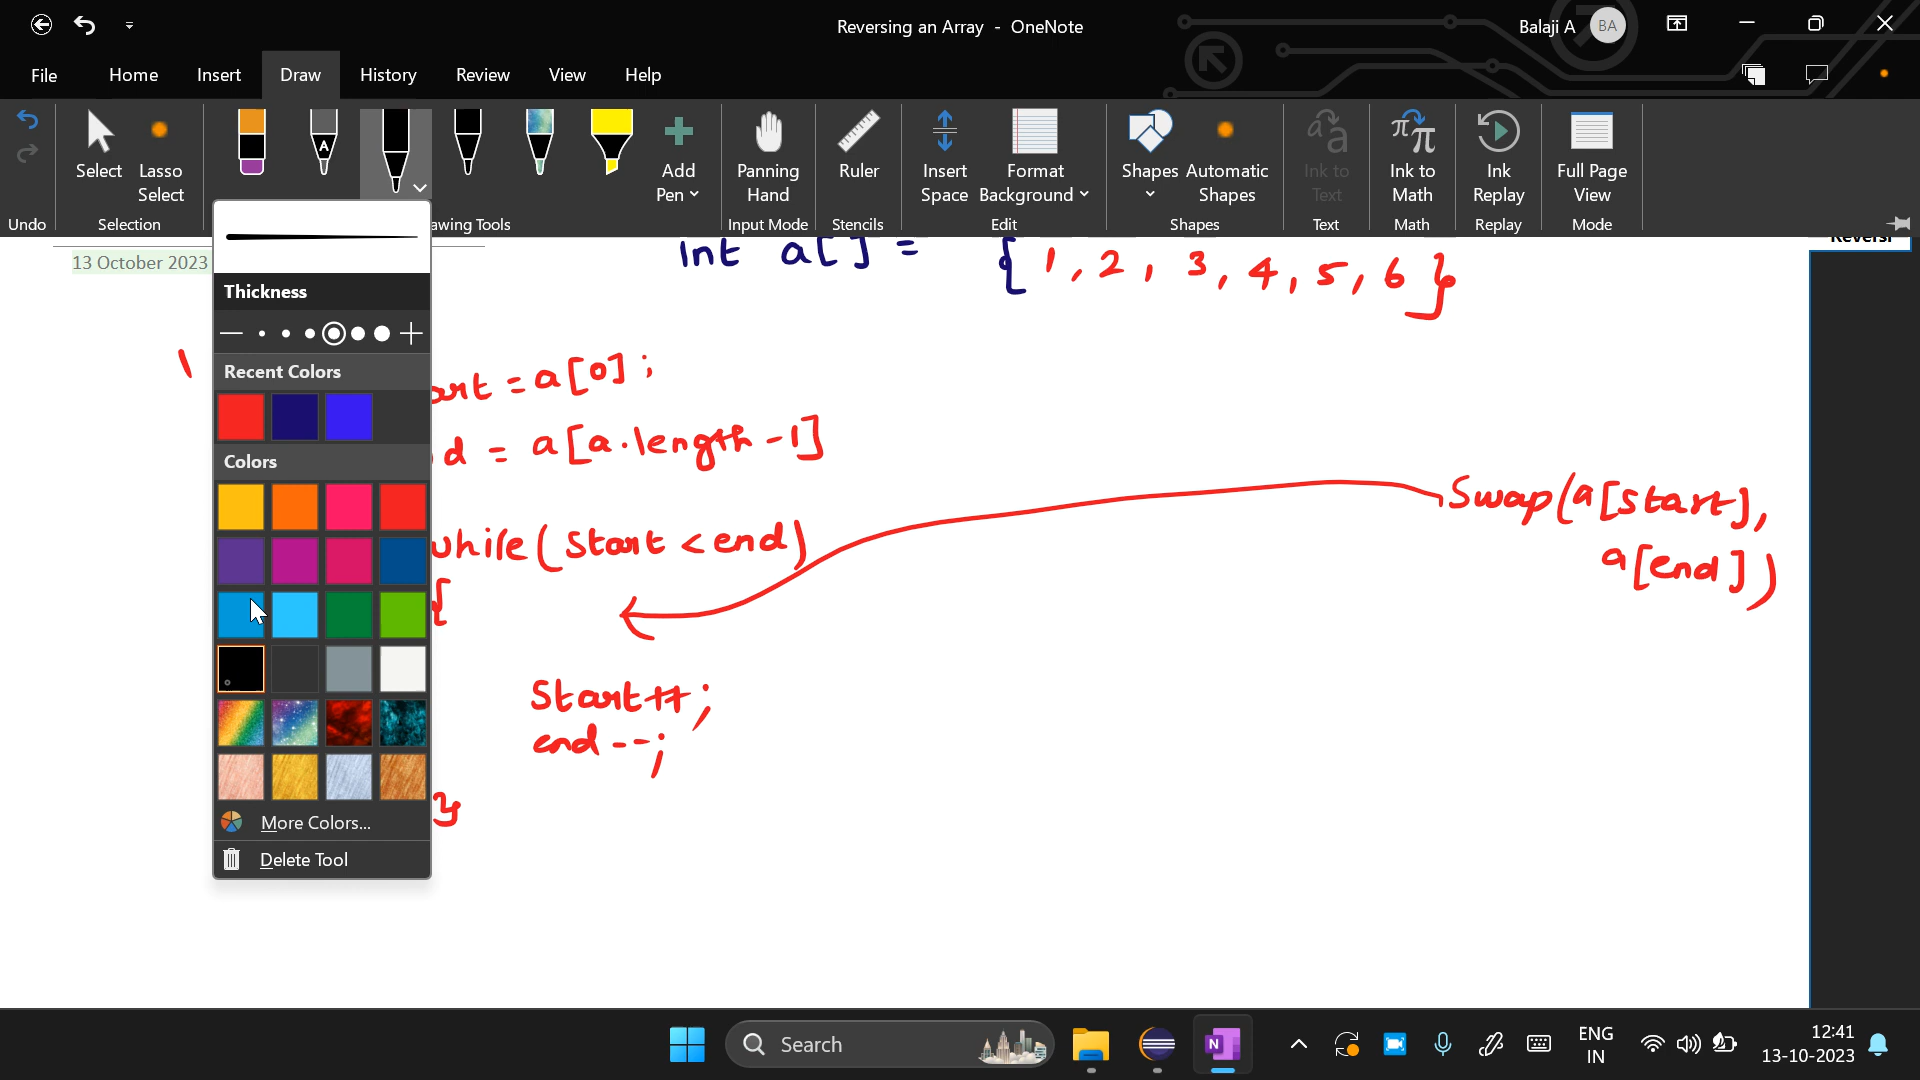 Reversing an Array - OneNote
Balaji A
BA
File
Home
Insert
Draw
History
Review
View
Help
Select
Lasso Select
A
Add Pen
Panning Hand
Ruler
Insert Space
Format Background
Shapes
Automatic Shapes
Ink to Text
Ink to Math
Ink Replay
Full Page View
Undo
Selection
awing Tools
Input Mode
Stencils
Edit
Shapes
Text
Math
Replay
Mode
13 October 2023
Thickness
Recent Colors
Colors
More Colors...
Delete Tool
int a[] = { 1, 2, 3, 4, 5, 6 }
art = a[0];
d = a[a.length -1]
while(Start < end)
{
Swap(a[start],
a[end])
Start++;
end--;
}
Search
N
ENG
IN
12:41
13-10-2023